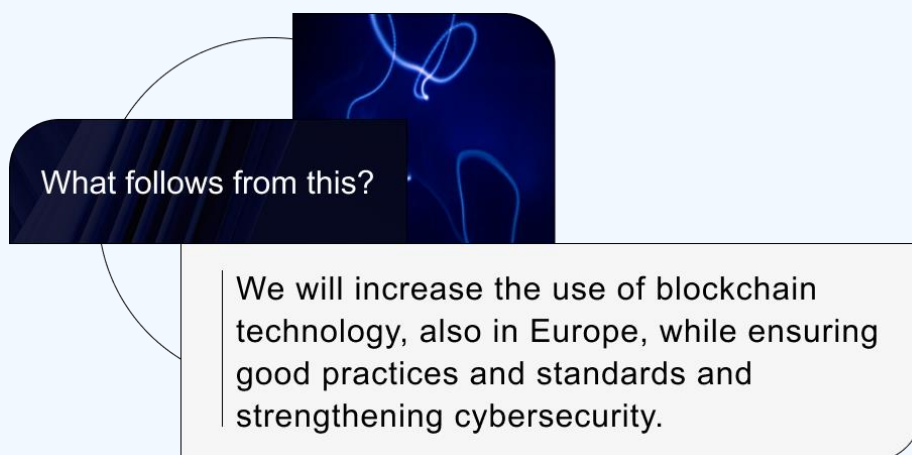 What follows from this?
We will increase the use of blockchain
technology, also in Europe, while ensuring
good practices and standards and
strengthening cybersecurity.